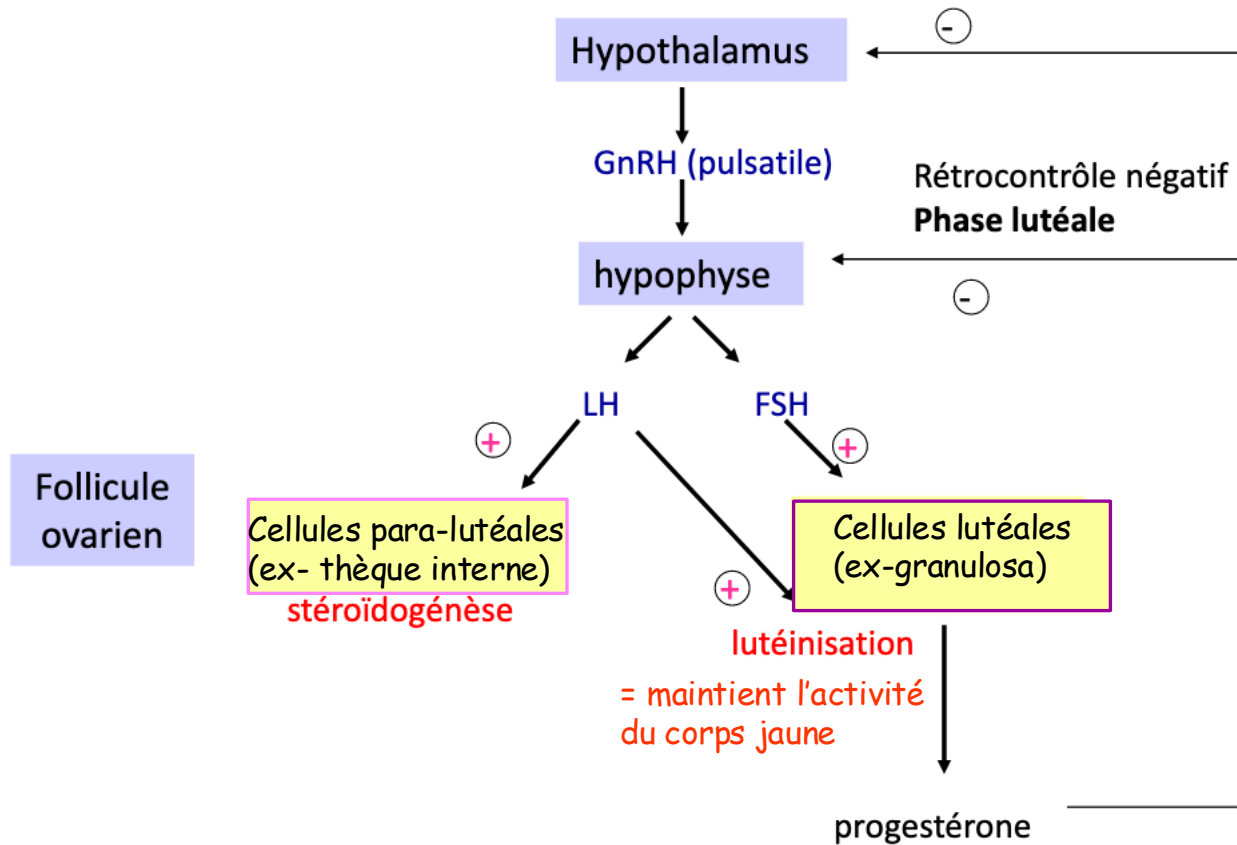 -
Hypothalamus
GnRH (pulsatile)
Rétrocontrôle négatif
Phase lutéale
hypophyse
-
LH
FSH
+
+
Follicule
ovarien
Cellules para-lutéales
(ex- thèque interne)
stéroïdogénèse
Cellules lutéales
(ex-granulosa)
+
lutéinisation
= maintient l'activité
du corps jaune
progestérone